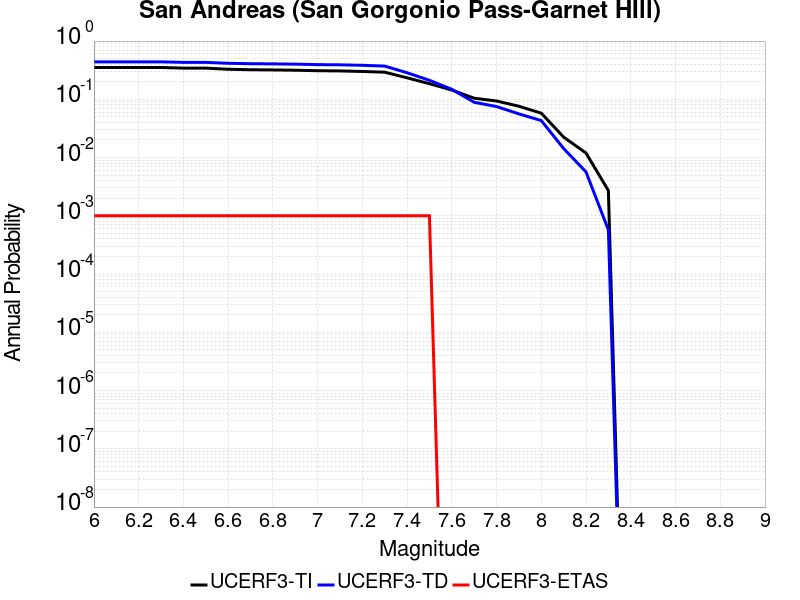 San Andreas (San Gorgonio Pass-Garnet HIll)
10^0
10^-1
10^-2
10^-3
10^-4
10^-5
10^-6
10^-7
10^-8
Annual Probability
6 6.2 6.4 6.6 6.8 7 7.2 7.4 7.6 7.8 8 8.2 8.4 8.6 8.8 9
Magnitude
UCERF3-TI UCERF3-TD UCERF3-ETAS